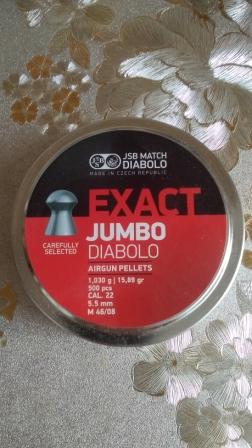 JSB MATCH
DIABOLO
MADE IN CZECH REPUBLIC
EXACT
JUMBO
DIABOLO
CAREFULLY
SELECTED
AIRGUN PELLETS
1,030 g | 15,89 gr
500 pcs
CAL. 22
5.5 mm
M 46/08